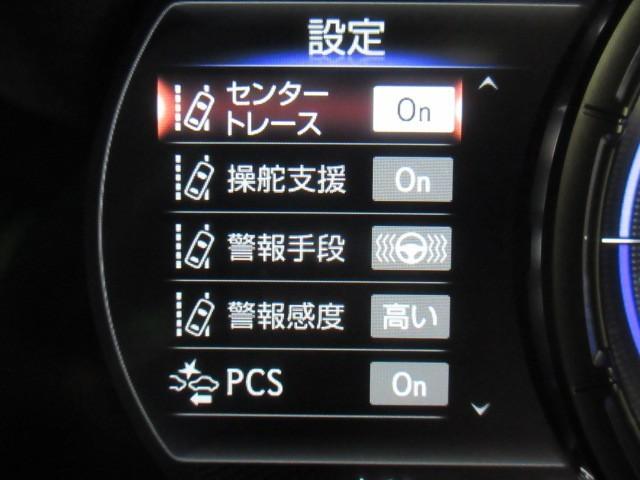 設定
センター
トレース
On
操舵支援 On
警報手段
警報感度 高い
PCS On